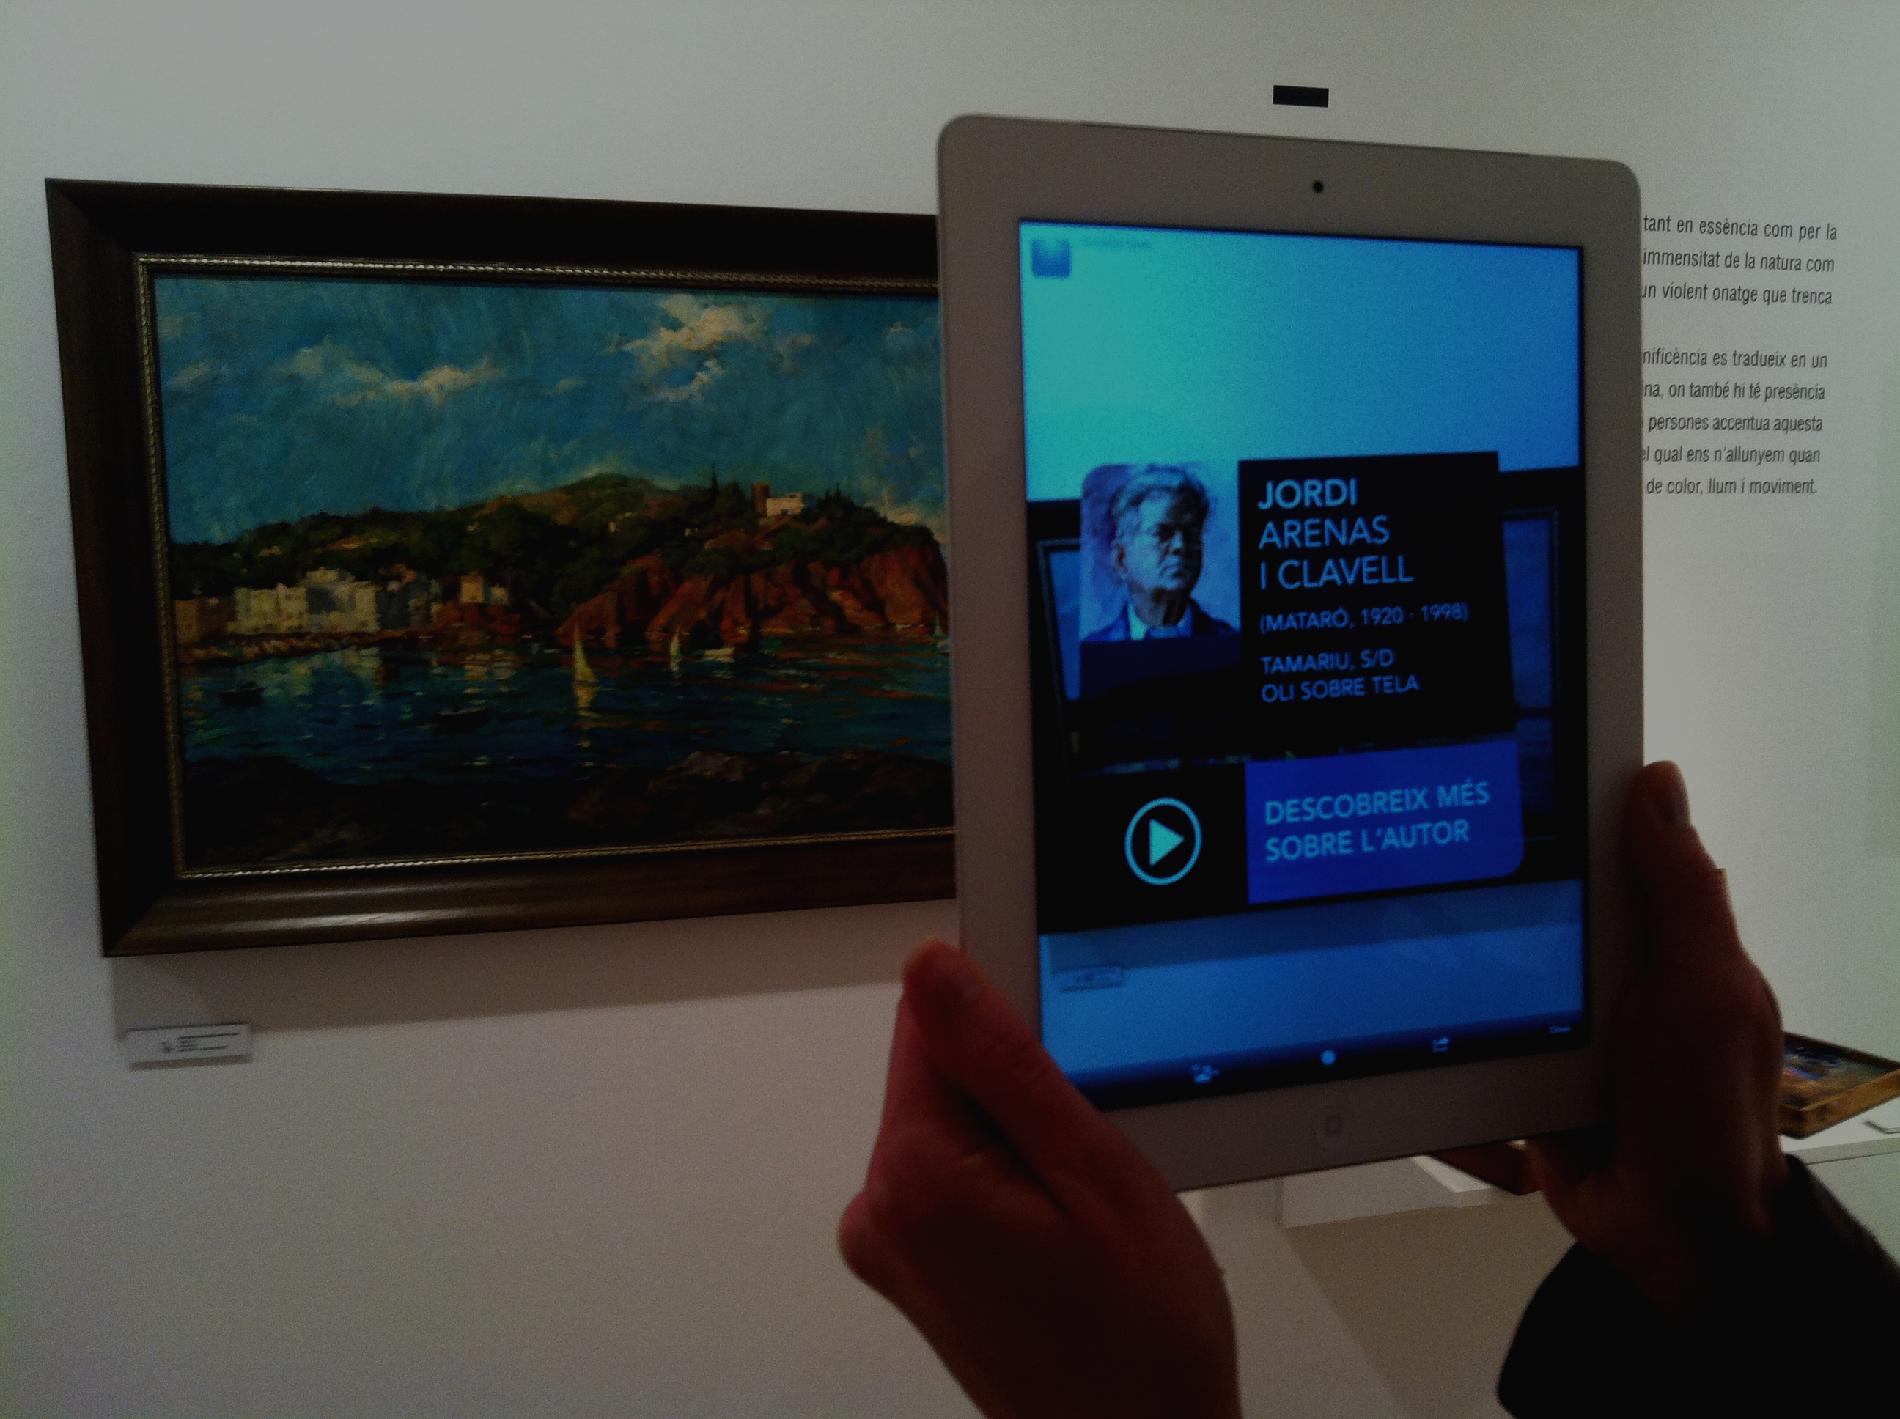 tant en essència com per la
immensitat de la natura com
un violent onatge que trenca
es tradueix en un
on també hi té presència
persones accentua aquesta
qual ens n'allunyem quan
de color, llum i moviment.
JORDI
ARENAS
I CLAVELL
(MATARÓ, 1920 - 1998)
TAMARIU, S/D
OLI SOBRE TELA
DESCOBREIX MÉS
SOBRE L'AUTOR